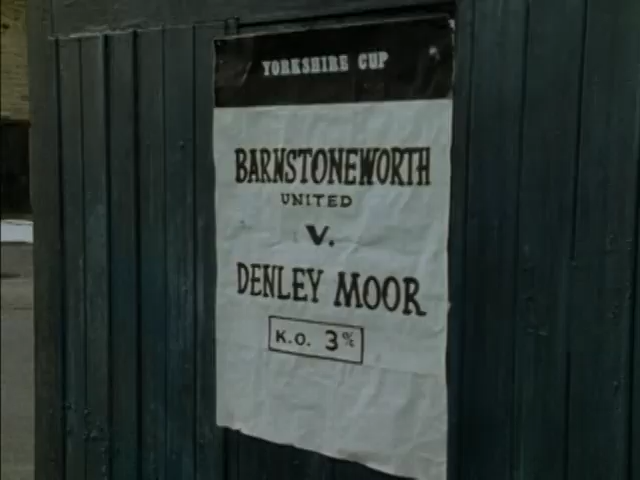 YORKSHIRE CUP
BARNSTONEWORTH
UNITED
V.
DENLEY MOOR
K.O. 3%